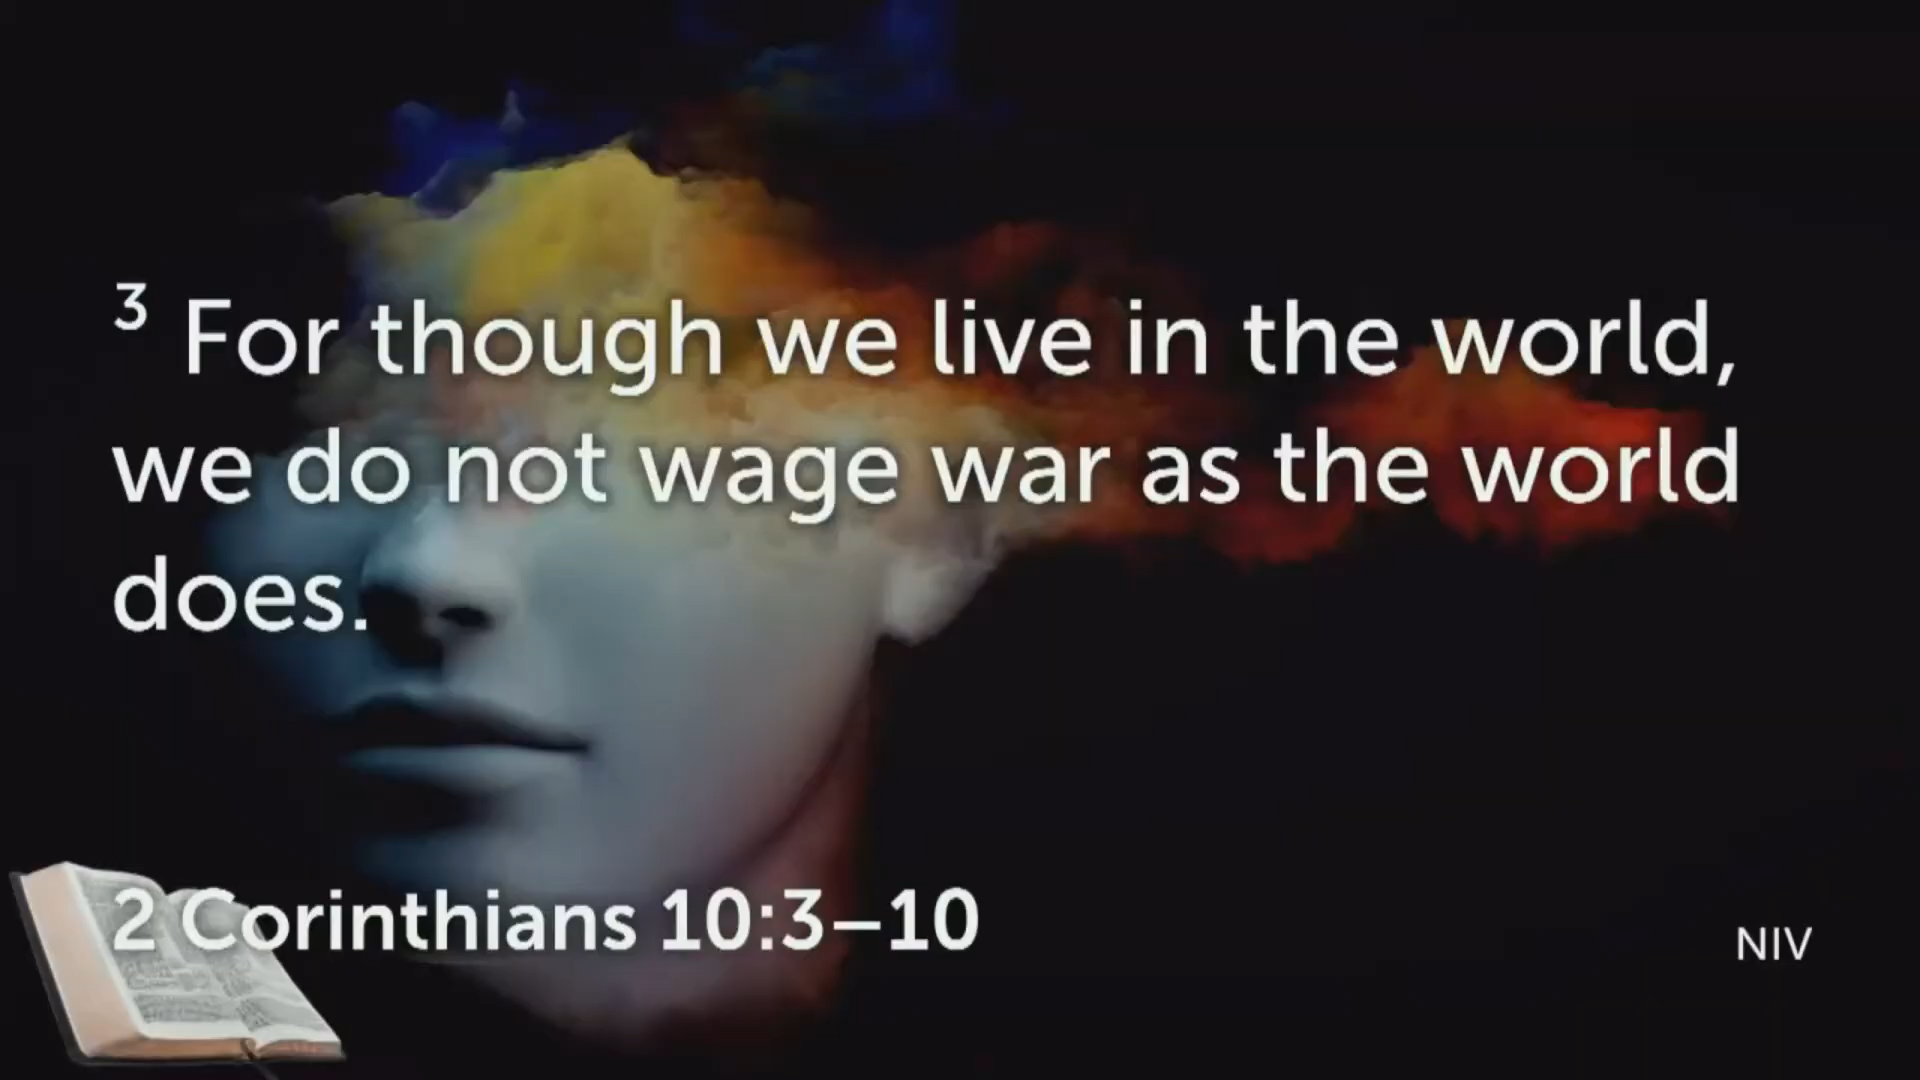 3 For though we live in the world,
we do not wage war as the world
does.
2 Corinthians 10:3–10
NIV